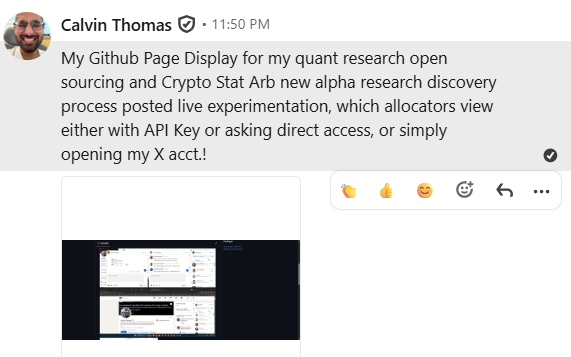 Calvin Thomas • 11:50 PM
My Github Page Display for my quant research open
sourcing and Crypto Stat Arb new alpha research discovery
process posted live experimentation, which allocators view
either with API Key or asking direct access, or simply
opening my X acct.!